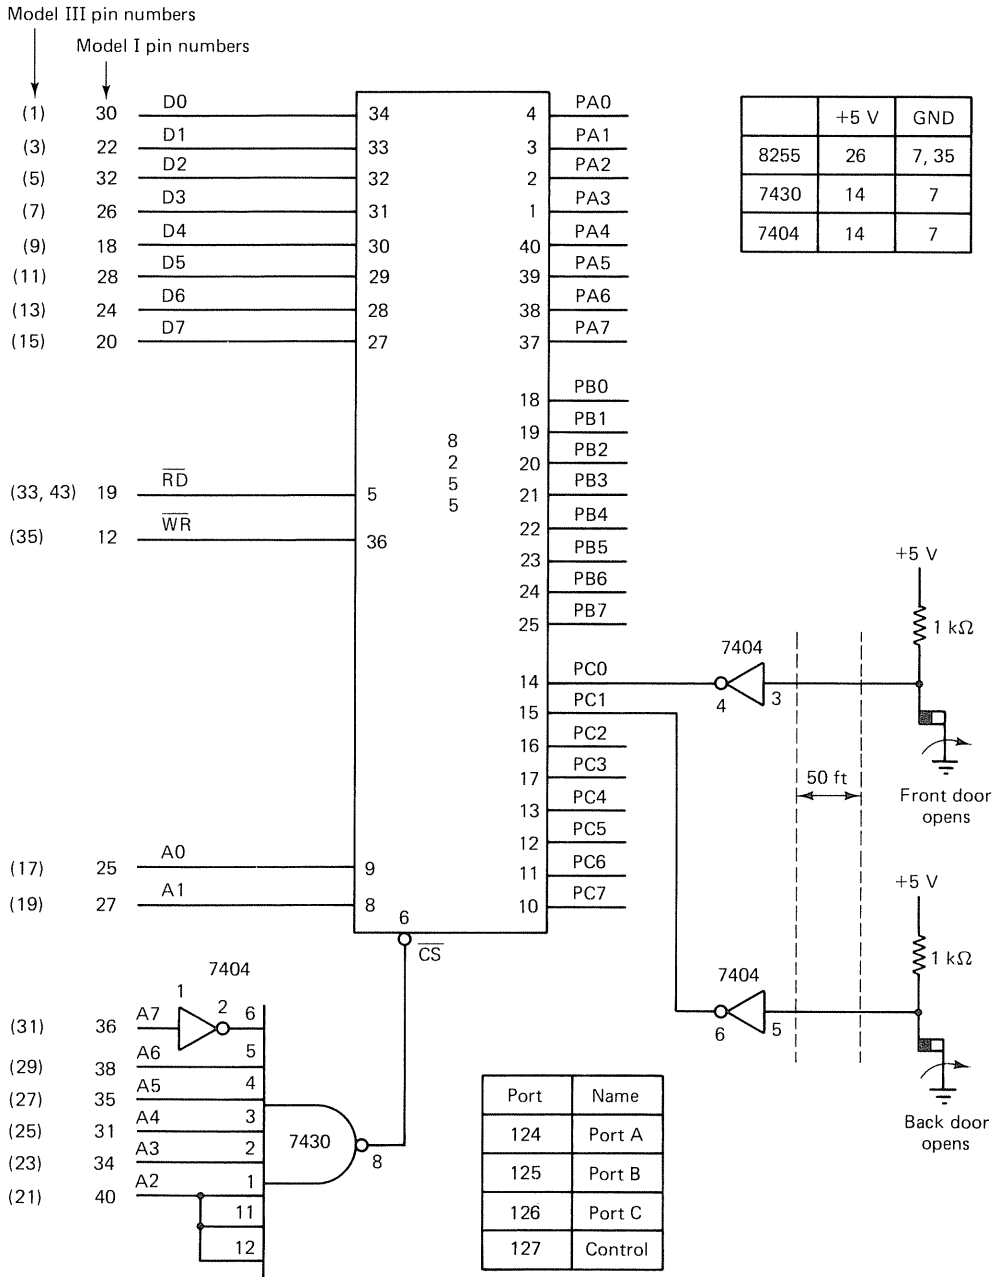 Model III pin numbers
Model I pin numbers
(1) 30 D0 34 4 PA0
(3) 22 D1 33 3 PA1
(5) 32 D2 32 2 PA2
(7) 26 D3 31 1 PA3
(9) 18 D4 30 40 PA4
(11) 28 D5 29 39 PA5
(13) 24 D6 28 38 PA6
(15) 20 D7 27 37 PA7
+5 V GND
8255 26 7, 35
7430 14 7
7404 14 7
18 PB0
19 PB1
20 PB2
21 PB3
22 PB4
23 PB5
24 PB6
25 PB7
8
2
5
5
(33, 43) 19 RD 5
(35) 12 WR 36
14 PC0
15 PC1
16 PC2
17 PC3
13 PC4
12 PC5
11 PC6
10 PC7
7404
4 3
+5 V
1 kΩ
50 ft
Front door
opens
(17) 25 A0 9
(19) 27 A1 8
6
CS
+5 V
1 kΩ
7404
6 5
Back door
opens
7404
1 2
(31) 36 A7 6
(29) 38 A6 5
(27) 35 A5 4
(25) 31 A4 3
(23) 34 A3 2
(21) 40 A2 1
11
12
7430
8
Port Name
124 Port A
125 Port B
126 Port C
127 Control